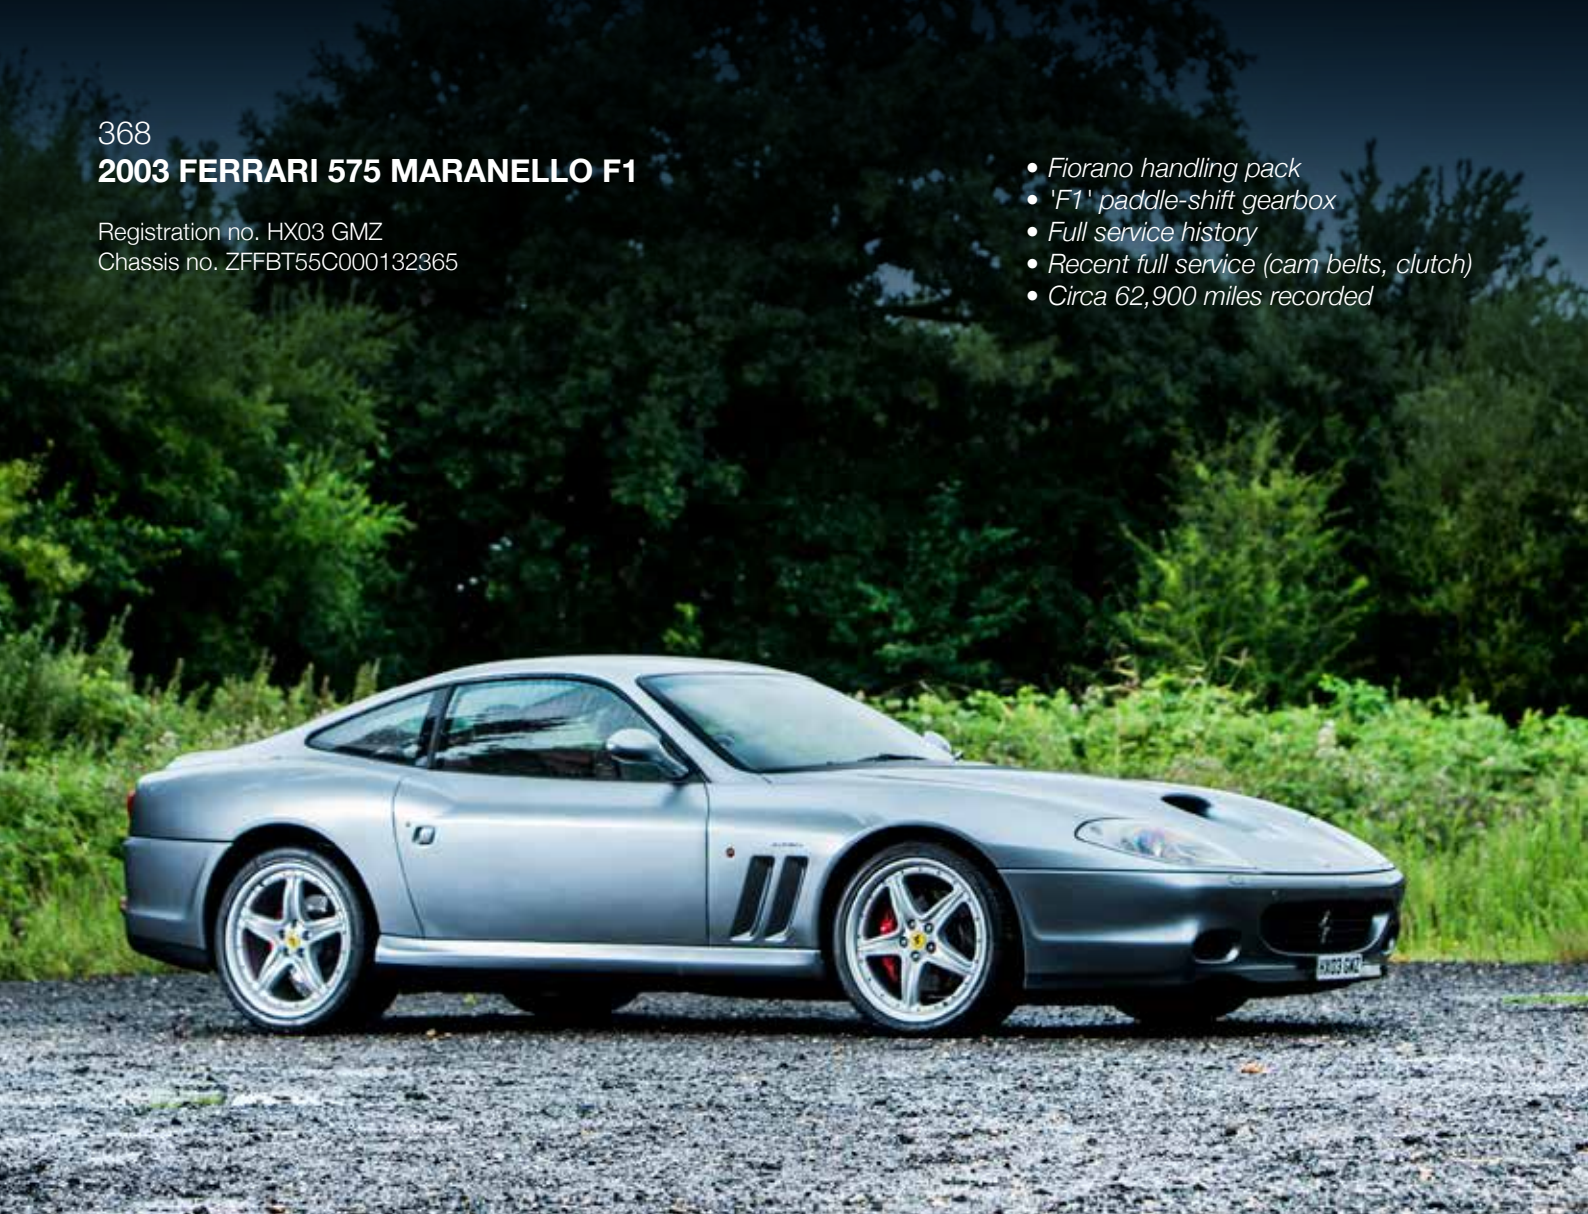 368
2003 FERRARI 575 MARANELLO F1
Registration no. HX03 GMZ
Chassis no. ZFFBT55C000132365
• Fiorano handling pack
• 'F1' paddle-shift gearbox
• Full service history
• Recent full service (cam belts, clutch)
• Circa 62,900 miles recorded
HX03 GMZ